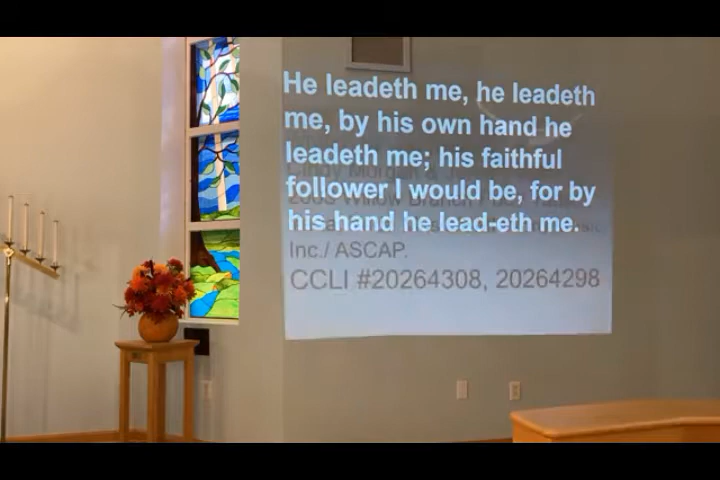 He leadeth me, he leadeth
me, by his own hand he
leadeth me; his faithful
follower I would be, for by
his hand he lead-eth me.
Inc./ ASCAP.
CCLI #20264308, 20264298